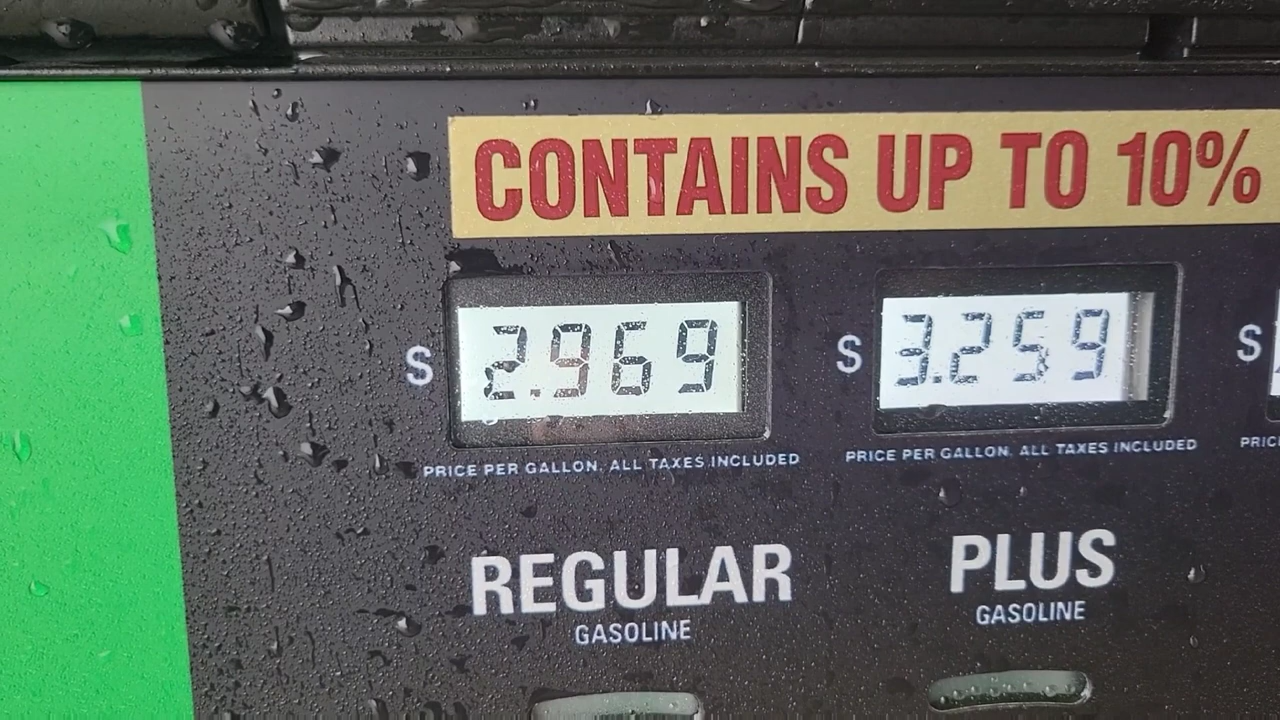 CONTAINS UP TO 10%
$ 2.969 $ 3.259 $
PRICE PER GALLON. ALL TAXES INCLUDED PRICE PER GALLON. ALL TAXES INCLUDED
REGULAR PLUS
GASOLINE GASOLINE